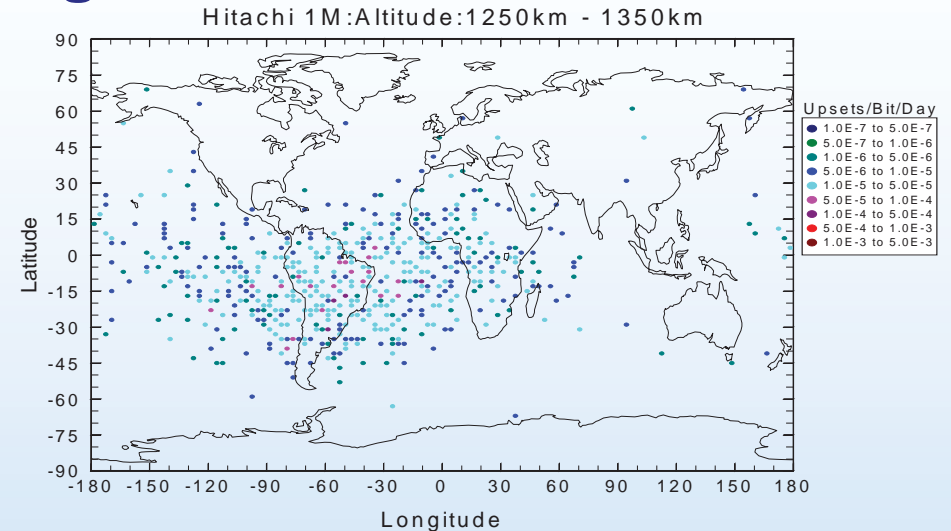 Hitachi 1M:Altitude:1250km - 1350km
90
75
60
45
30
15
0
-15
-30
-45
-60
-75
-90
Latitude
-180 -150 -120 -90 -60 -30 0 30 60 90 120 150 180
Longitude
Upsets/Bit/Day
1.0E-7 to 5.0E-7
5.0E-7 to 1.0E-6
1.0E-6 to 5.0E-6
5.0E-6 to 1.0E-5
1.0E-5 to 5.0E-5
5.0E-5 to 1.0E-4
1.0E-4 to 5.0E-4
5.0E-4 to 1.0E-3
1.0E-3 to 5.0E-3